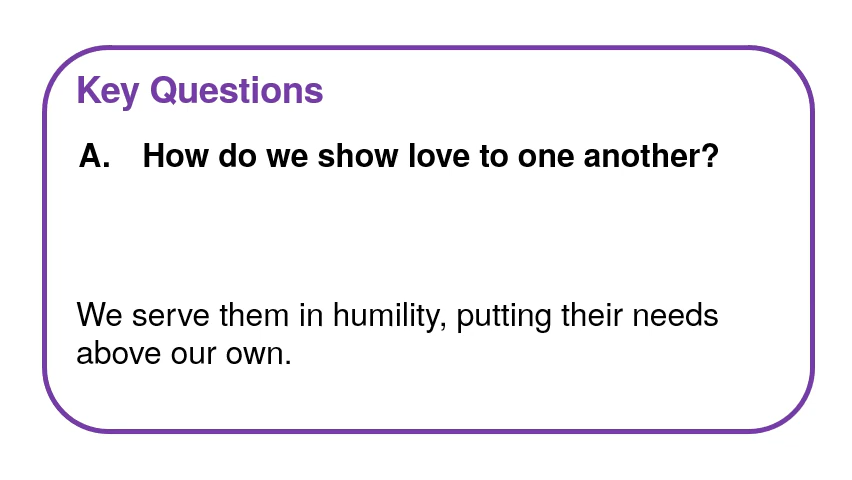 Key Questions
A. How do we show love to one another?
We serve them in humility, putting their needs
above our own.